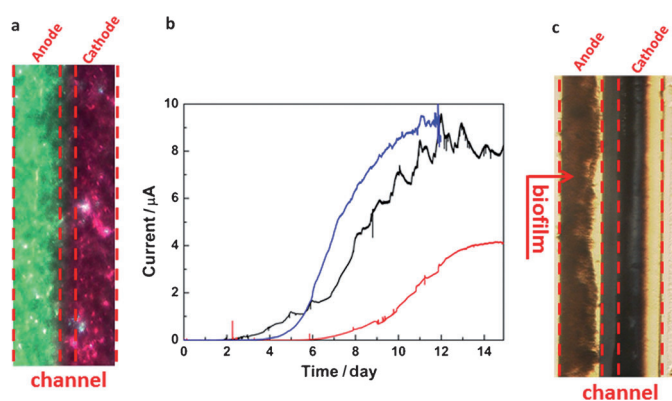 a
Anode
Cathode
channel
b
Current / μA
10
8
6
4
2
0
0 2 4 6 8 10 12 14
Time / day
c
Anode
Cathode
biofilm
channel